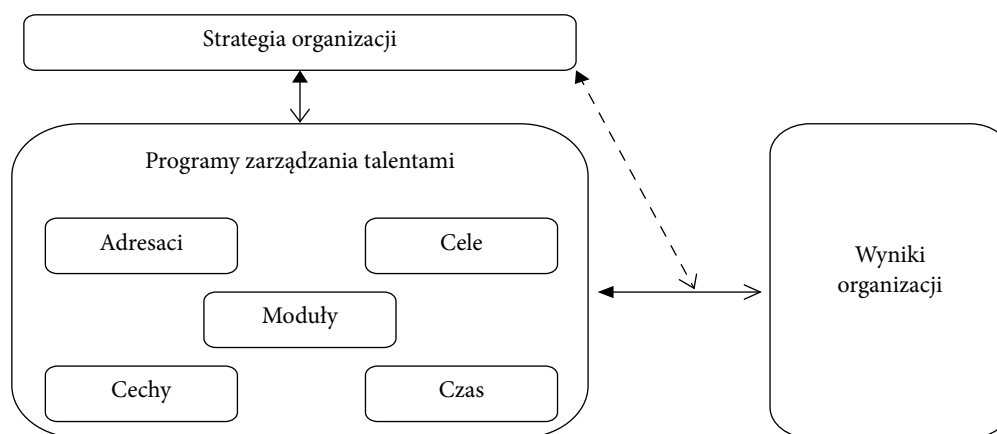 Strategia organizacji
Programy zarządzania talentami
Adresaci
Cele
Moduły
Cechy
Czas
Wyniki
organizacji